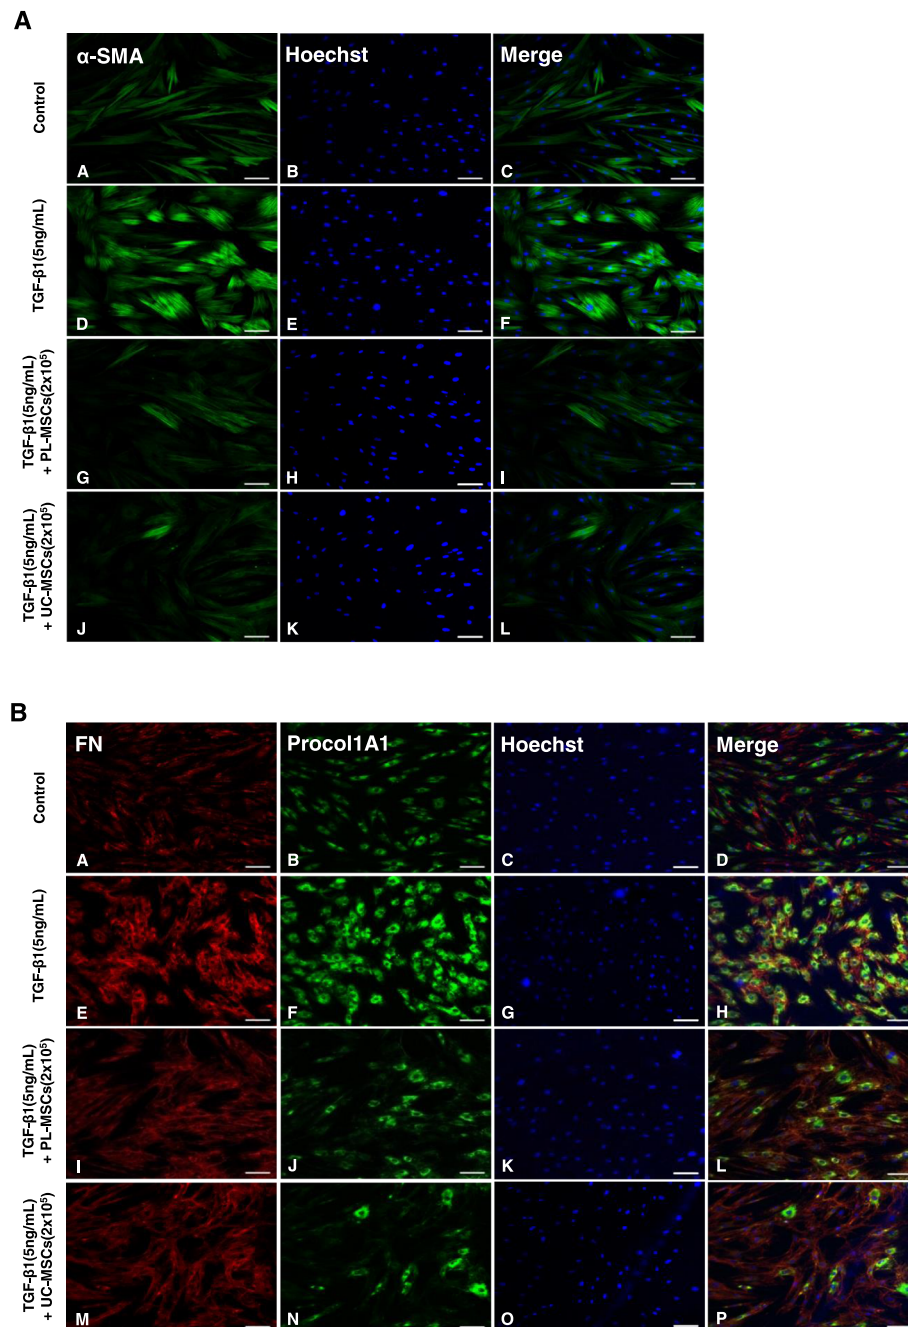 A
α-SMA Hoechst Merge
Control
A B C
TGF-β1(5ng/mL)
D E F
TGF-β1(5ng/mL)
+ PL-MSCs(2x10⁵)
G H I
TGF-β1(5ng/mL)
+ UC-MSCs(2x10⁵)
J K L
B
FN Procol1A1 Hoechst Merge
Control
A B C D
TGF-β1(5ng/mL)
E F G H
TGF-β1(5ng/mL)
+ PL-MSCs(2x10⁵)
I J K L
TGF-β1(5ng/mL)
+ UC-MSCs(2x10⁵)
M N O P